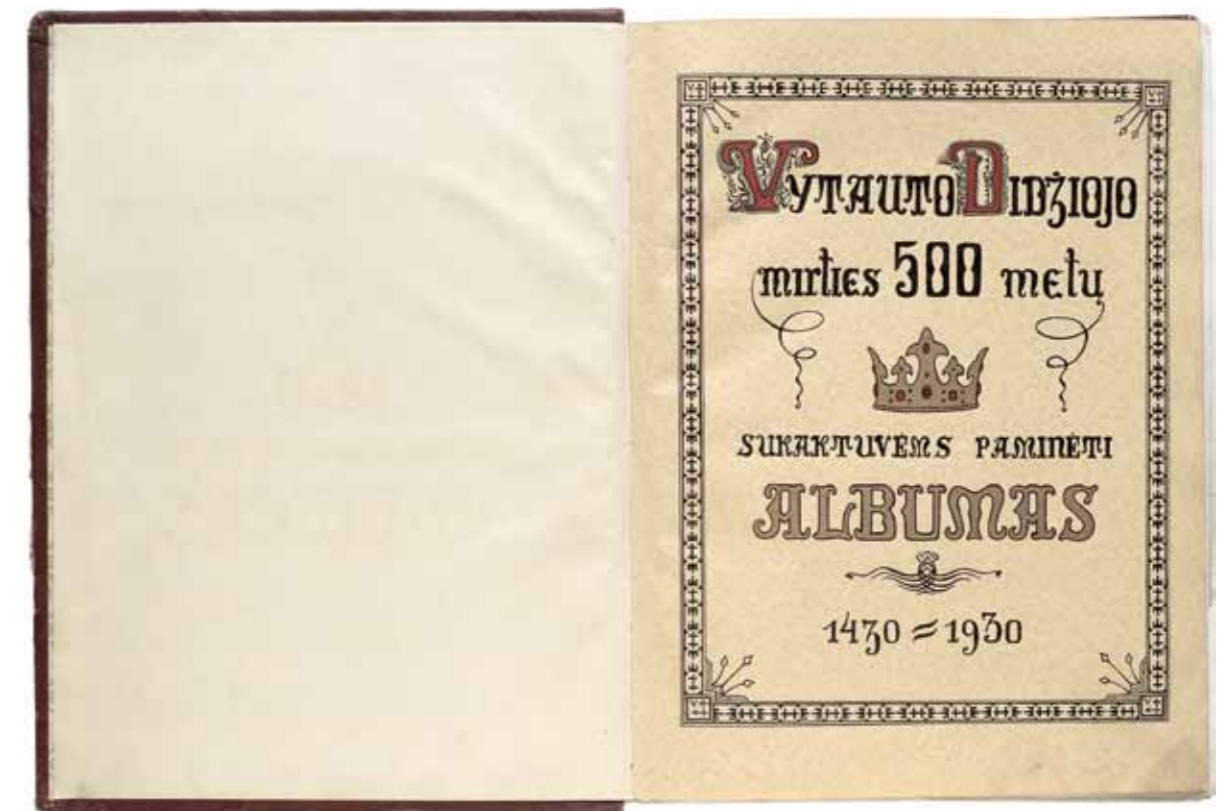 VYTAUTO DIDŽIOJO
mirties 500 metų
SUKAKTUVĖMS PAMINĖTI
ALBUMAS
1430 = 1930